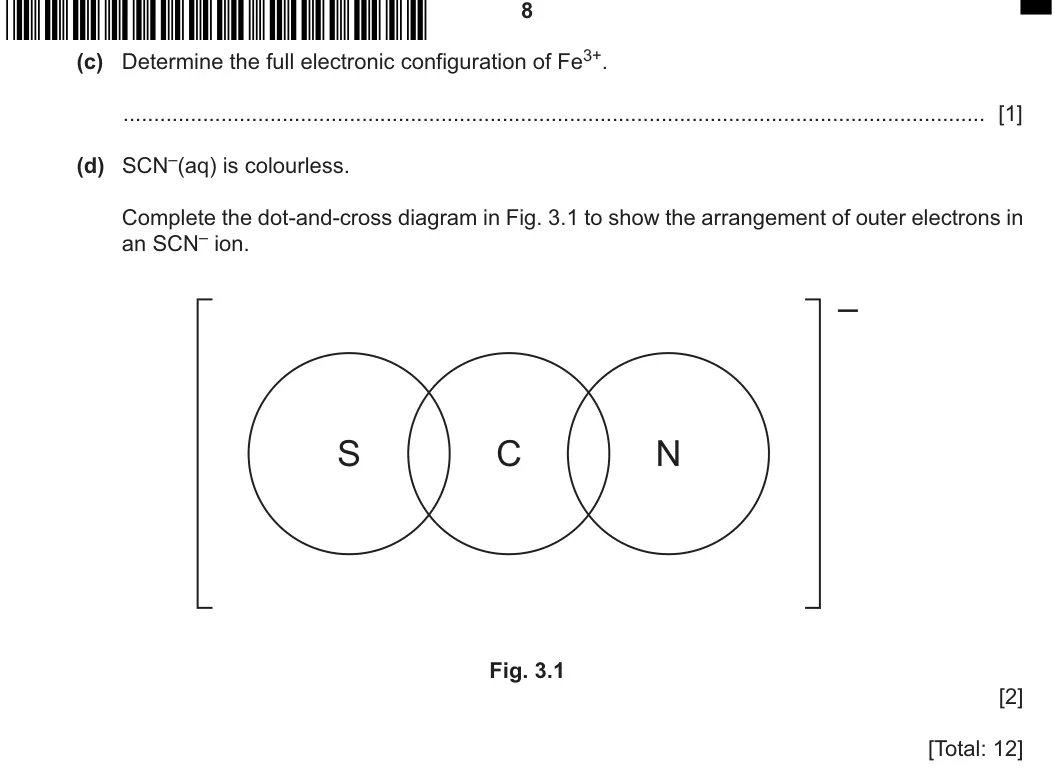 8
(c) Determine the full electronic configuration of Fe3+.
.............................................................................................................................................. [1]
(d) SCN–(aq) is colourless.
Complete the dot-and-cross diagram in Fig. 3.1 to show the arrangement of outer electrons in
an SCN– ion.
–
S C N
Fig. 3.1
[2]
[Total: 12]